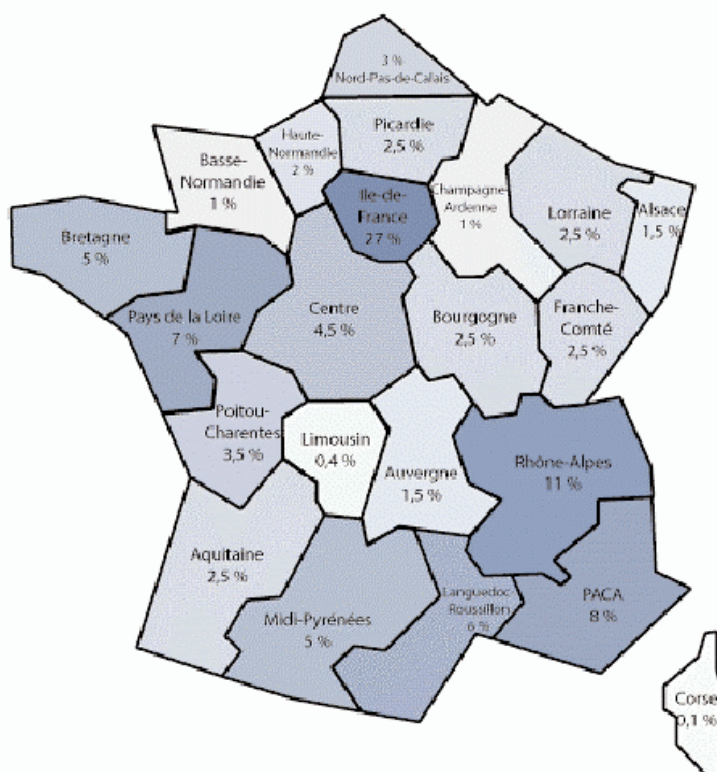 3 %
Nord-Pas-de-Calais
Picardie
2,5 %
Haute-
Normandie
2 %
Basse-
Normandie
1 %
Ile-de-
France
27 %
Champagne-
Ardenne
1 %
Lorraine
2,5 %
Alsace
1,5 %
Bretagne
5 %
Pays de la Loire
7 %
Centre
4,5 %
Bourgogne
2,5 %
Franche-
Comté
2,5 %
Poitou-
Charentes
3,5 %
Limousin
0,4 %
Auvergne
1,5 %
Rhône-Alpes
11 %
Aquitaine
2,5 %
Midi-Pyrénées
5 %
Languedoc-
Roussillon
6 %
PACA
8 %
Corse
0,1 %